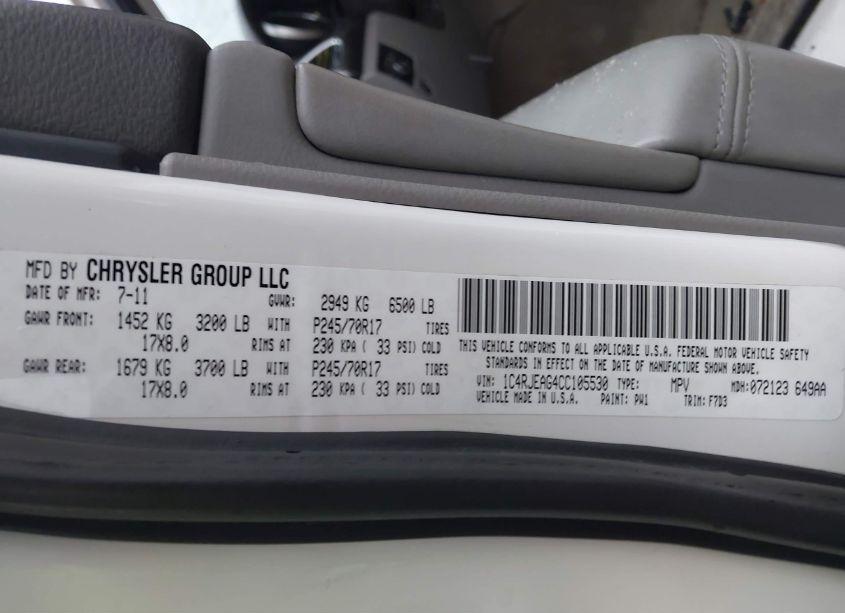 MFD BY CHRYSLER GROUP LLC
DATE OF MFR: 7-11 GVWR: 2949 KG 6500 LB
GAWR FRONT: 1452 KG 3200 LB WITH P245/70R17 TIRES
17X8.0 RIMS AT 230 KPA ( 33 PSI) COLD
GAWR REAR: 1679 KG 3700 LB WITH P245/70R17 TIRES
17X8.0 RIMS AT 230 KPA ( 33 PSI) COLD
THIS VEHICLE CONFORMS TO ALL APPLICABLE U.S.A. FEDERAL MOTOR VEHICLE SAFETY
STANDARDS IN EFFECT ON THE DATE OF MANUFACTURE SHOWN ABOVE.
VIN: 1C4RJEAG4CC105530 TYPE: MPV MDH:072123 649AA
VEHICLE MADE IN U.S.A. PAINT: PW1 TRIM: F7D3